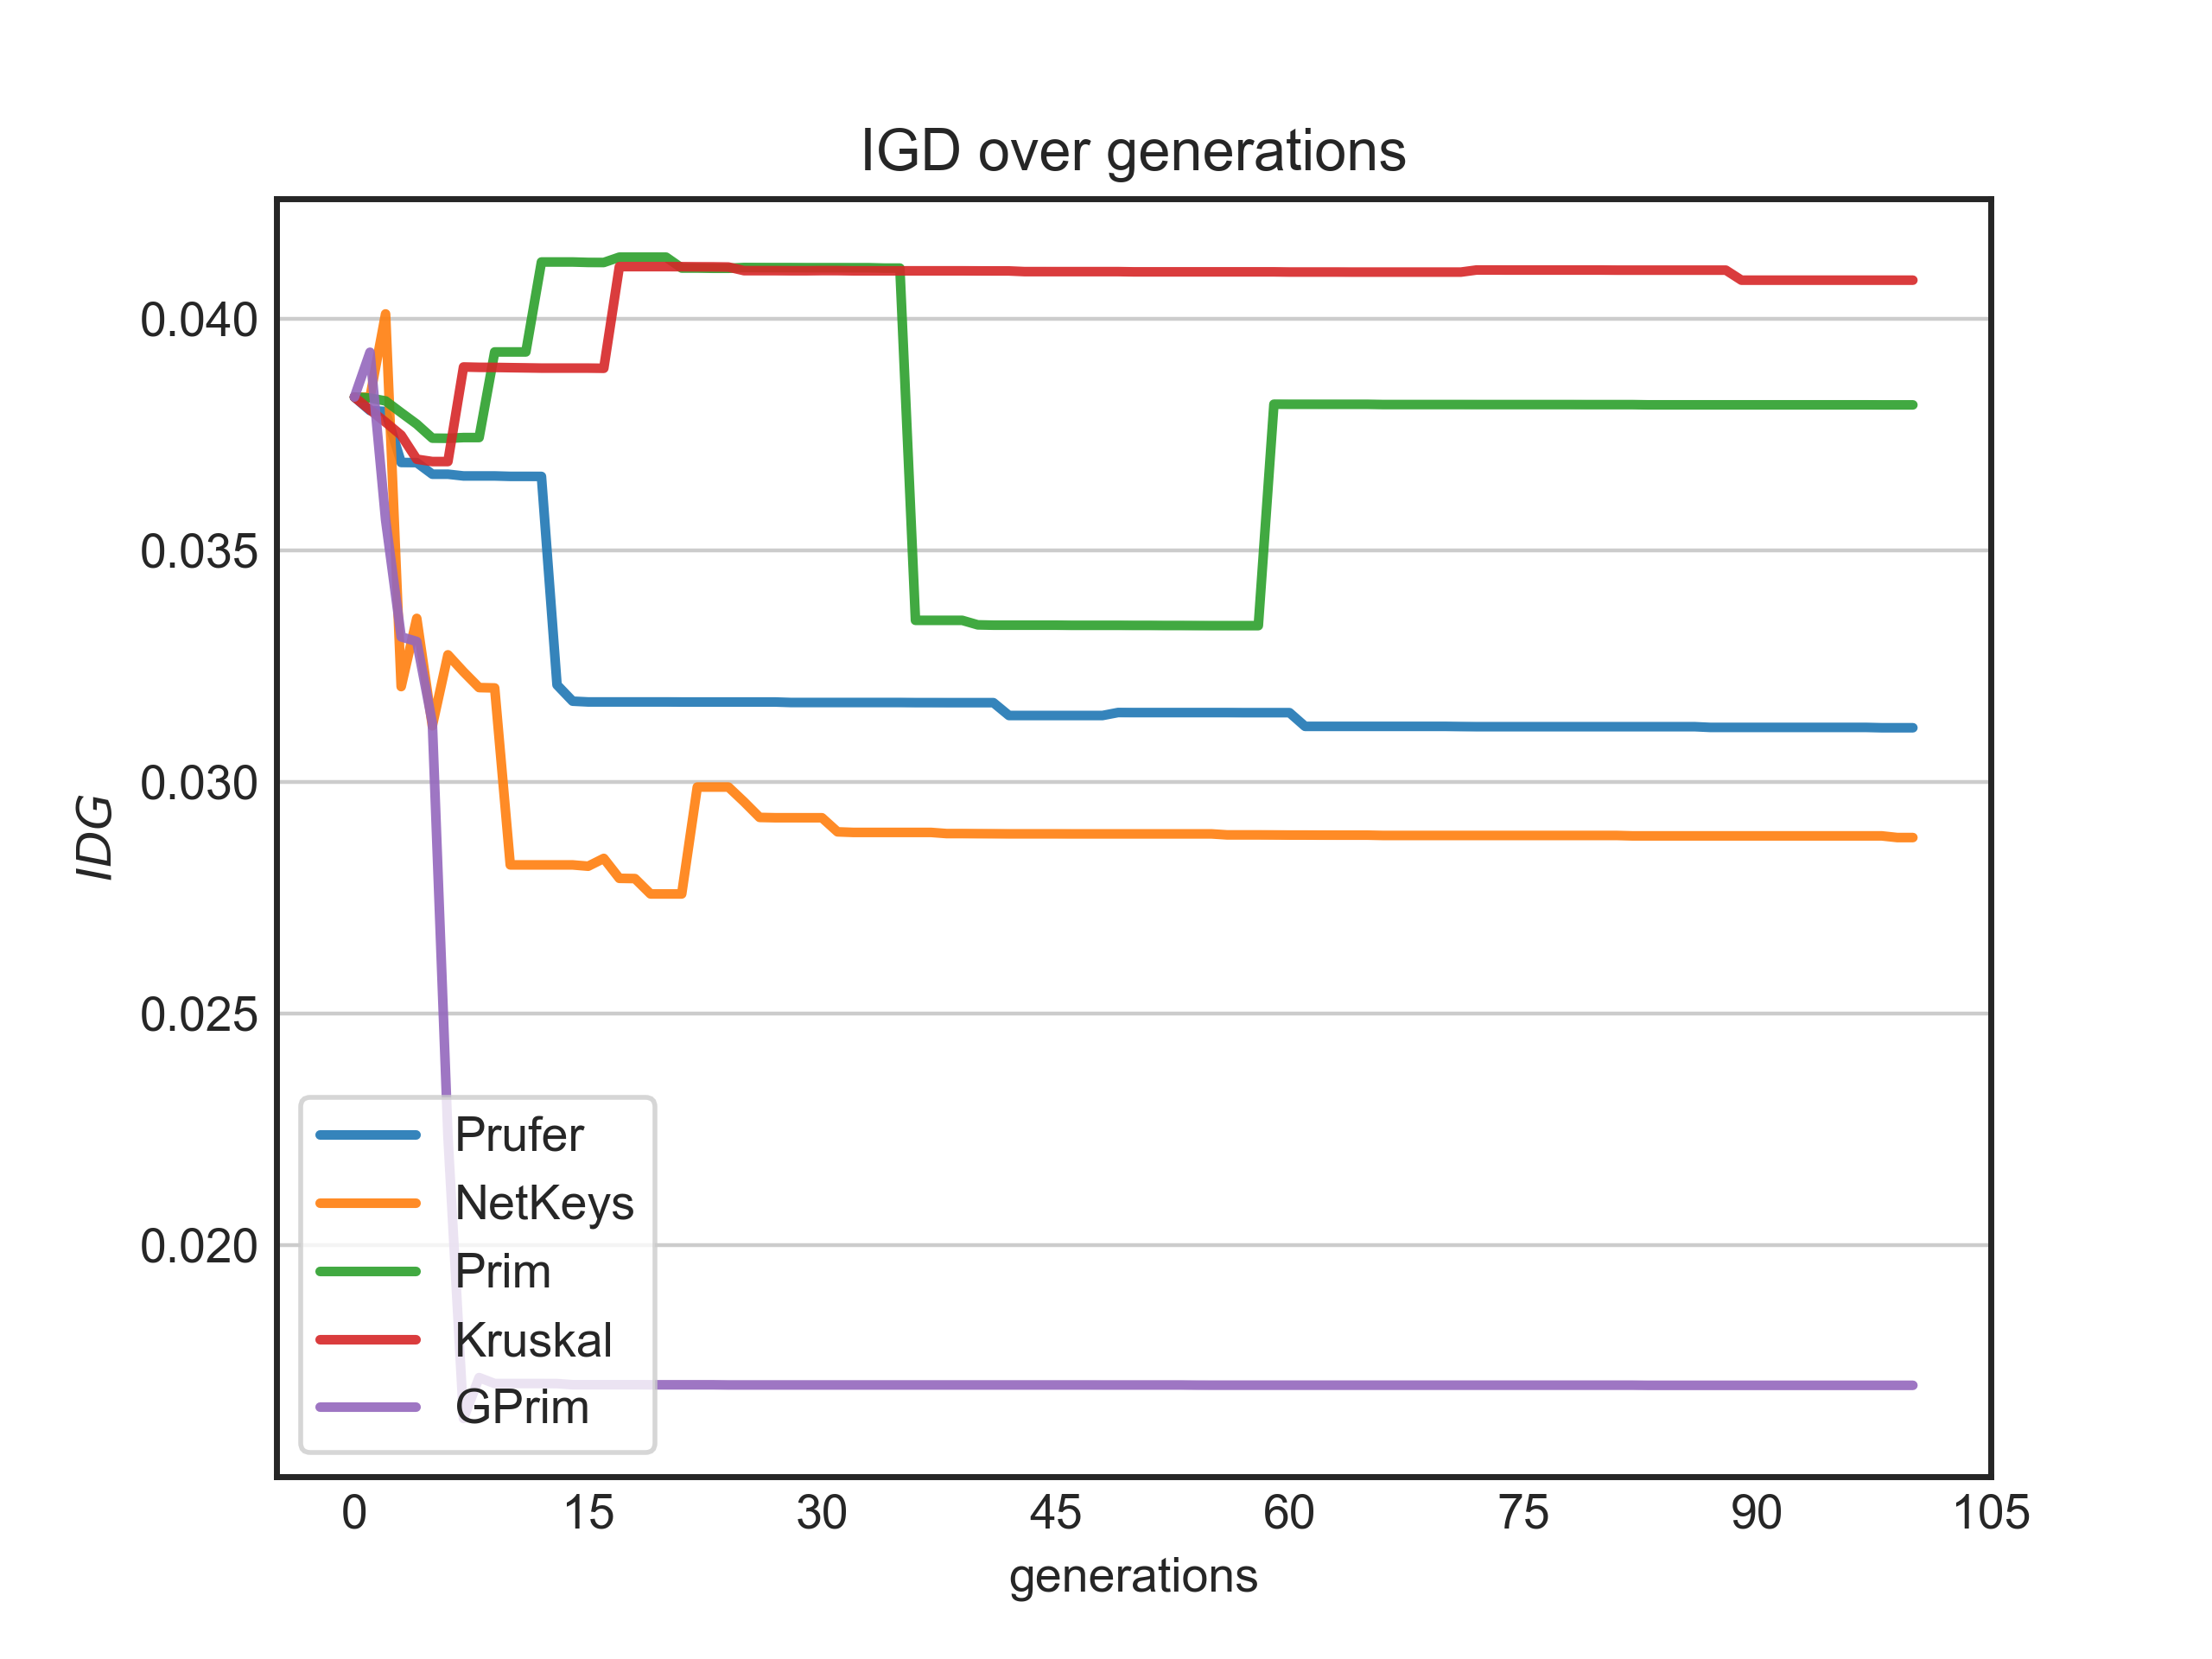 IGD over generations
IDG
0.040
0.035
0.030
0.025
0.020
Prufer
NetKeys
Prim
Kruskal
GPrim
0 15 30 45 60 75 90 105
generations